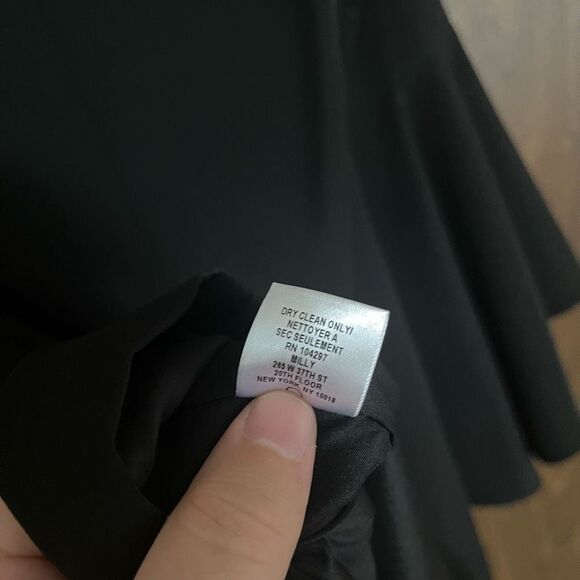 DRY CLEAN ONLY!
NETTOYER A
SEC SEULEMENT
RN 104297
MILLY
265 W 37TH ST
20TH FLOOR
NEW YORK, NY 10018